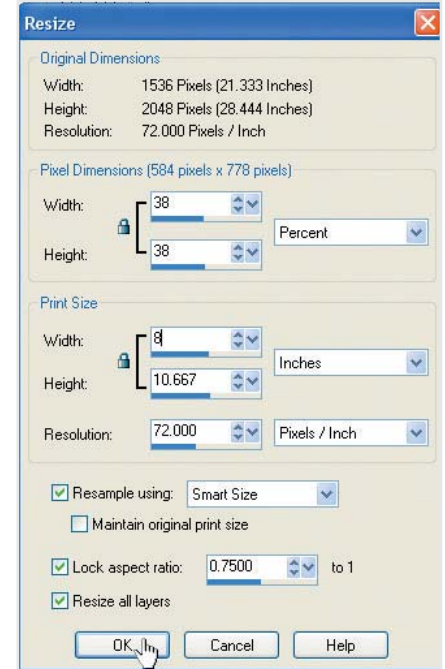 Resize
Original Dimensions
Width: 1536 Pixels (21.333 Inches)
Height: 2048 Pixels (28.444 Inches)
Resolution: 72.000 Pixels / Inch
Pixel Dimensions (584 pixels x 778 pixels)
Width: 38
Percent
Height: 38
Print Size
Width: 8
Inches
Height: 10.667
Resolution: 72.000 Pixels / Inch
Resample using: Smart Size
Maintain original print size
Lock aspect ratio: 0.7500 to 1
Resize all layers
OK Cancel Help